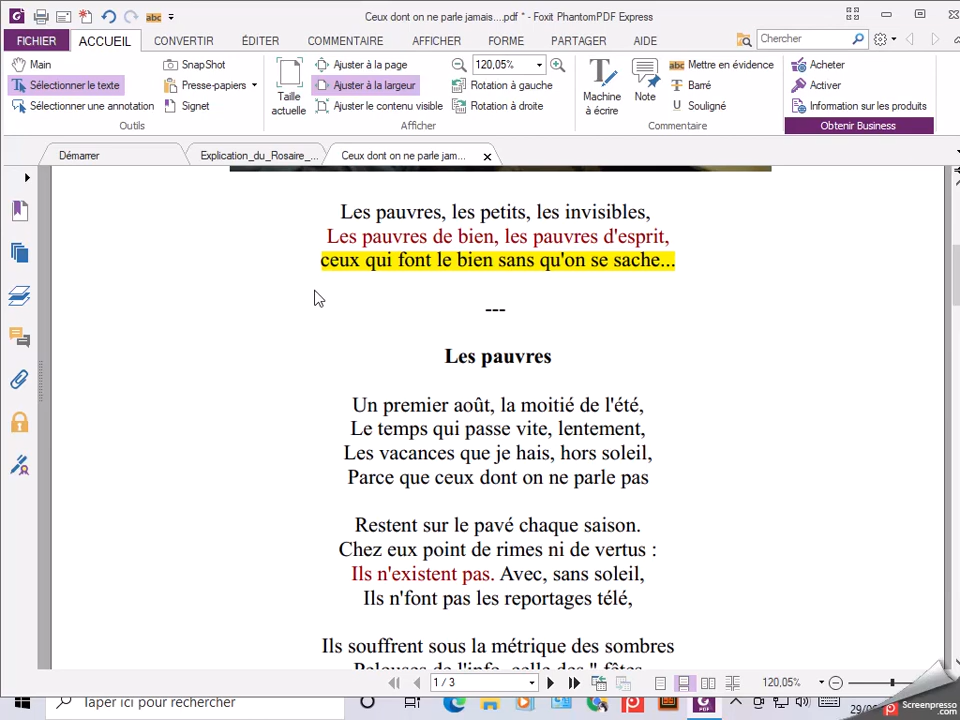 abc
Ceux dont on ne parle jamais....pdf * - Foxit PhantomPDF Express
FICHIER ACCUEIL CONVERTIR ÉDITER COMMENTAIRE AFFICHER FORME PARTAGER AIDE Chercher
Main
Sélectionner le texte
Sélectionner une annotation
Outils
SnapShot
Presse-papiers
Signet
Taille actuelle
Ajuster à la page
Ajuster à la largeur
Ajuster le contenu visible
120,05%
Rotation à gauche
Rotation à droite
Afficher
Machine à écrire
Note
abc Mettre en évidence
Barré
U Souligné
Commentaire
Acheter
Activer
Information sur les produits
Obtenir Business
Démarrer Explication_du_Rosaire_... Ceux dont on ne parle jam...
Les pauvres, les petits, les invisibles,
Les pauvres de bien, les pauvres d'esprit,
ceux qui font le bien sans qu'on se sache...
---
Les pauvres
Un premier août, la moitié de l'été,
Le temps qui passe vite, lentement,
Les vacances que je hais, hors soleil,
Parce que ceux dont on ne parle pas
Restent sur le pavé chaque saison.
Chez eux point de rimes ni de vertus :
Ils n'existent pas. Avec, sans soleil,
Ils n'font pas les reportages télé,
Ils souffrent sous la métrique des sombres
1 / 3
120,05%
Taper ici pour rechercher
Screenpresso
.com